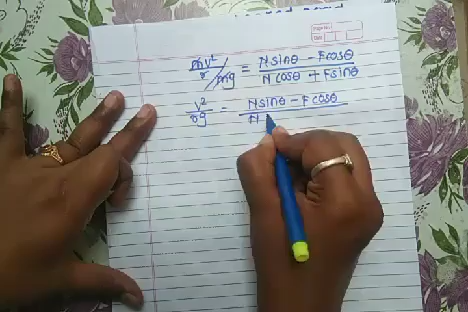 mv²/r / mg = N sinθ - F cosθ / N cosθ + F sinθ
v²/rg = N sinθ - F cosθ / N